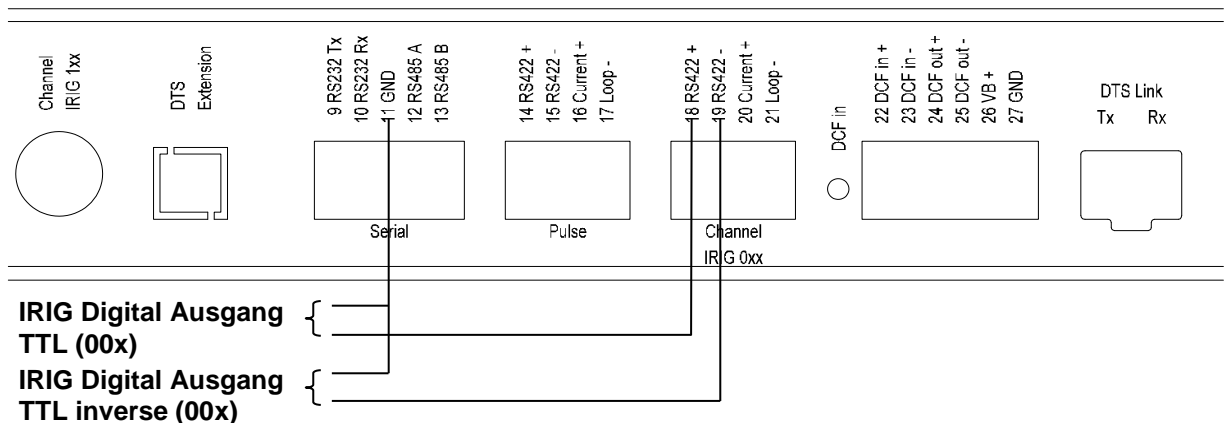 Channel
IRIG 1xx
DTS
Extension
9 RS232 Tx
10 RS232 Rx
11 GND
12 RS485 A
13 RS485 B
Serial
14 RS422 +
15 RS422 -
16 Current +
17 Loop -
Pulse
18 RS422 +
19 RS422 -
20 Current +
21 Loop -
Channel
IRIG 0xx
DCF in
22 DCF in +
23 DCF in -
24 DCF out +
25 DCF out -
26 VB +
27 GND
DTS Link
Tx Rx
IRIG Digital Ausgang
TTL (00x)
IRIG Digital Ausgang
TTL inverse (00x)